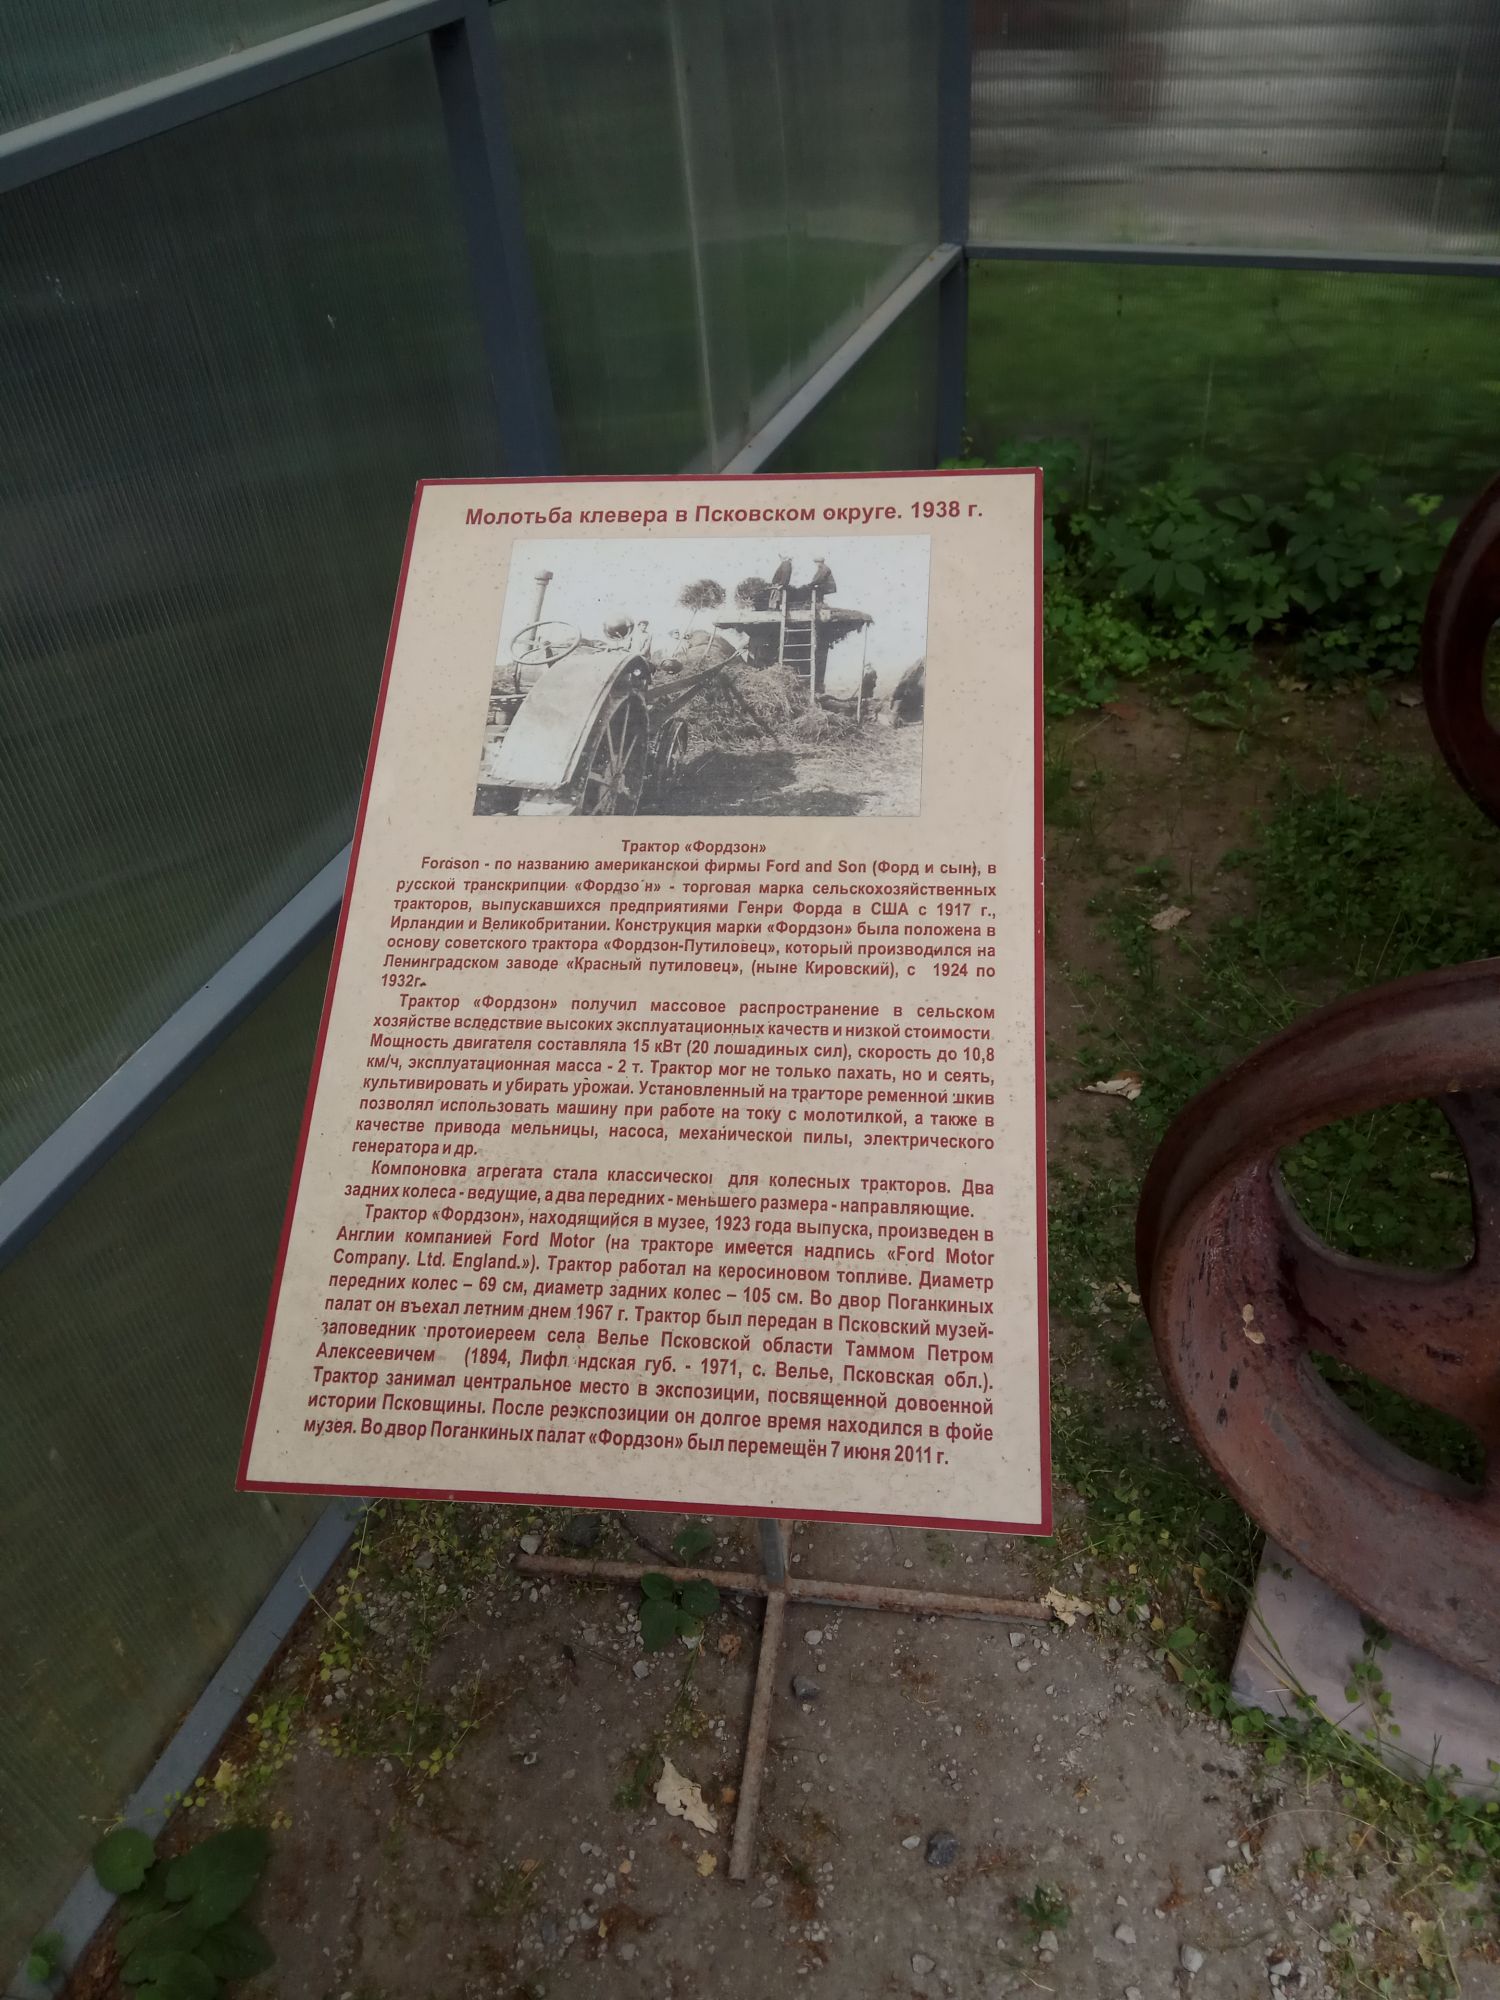 Молотьба клевера в Псковском округе. 1938 г.
Трактор «Фордзон»
Fordson - по названию американской фирмы Ford and Son (Форд и сын), в
русской транскрипции «Фордзо´н» - торговая марка сельскохозяйственных
тракторов, выпускавшихся предприятиями Генри Форда в США с 1917 г.,
Ирландии и Великобритании. Конструкция марки «Фордзон» была положена в
основу советского трактора «Фордзон-Путиловец», который производился на
Ленинградском заводе «Красный путиловец», (ныне Кировский), с 1924 по
1932г.
Трактор «Фордзон» получил массовое распространение в сельском
хозяйстве вследствие высоких эксплуатационных качеств и низкой стоимости.
Мощность двигателя составляла 15 кВт (20 лошадиных сил), скорость до 10,8
км/ч, эксплуатационная масса - 2 т. Трактор мог не только пахать, но и сеять,
культивировать и убирать урожаи. Установленный на тракторе ременной шкив
позволял использовать машину при работе на току с молотилкой, а также в
качестве привода мельницы, насоса, механической пилы, электрического
генератора и др.
Компоновка агрегата стала классической для колесных тракторов. Два
задних колеса - ведущие, а два передних - меньшего размера - направляющие.
Трактор «Фордзон», находящийся в музее, 1923 года выпуска, произведен в
Англии компанией Ford Motor (на тракторе имеется надпись «Ford Motor
Company. Ltd. England.»). Трактор работал на керосиновом топливе. Диаметр
передних колес – 69 см, диаметр задних колес – 105 см. Во двор Поганкиных
палат он въехал летним днем 1967 г. Трактор был передан в Псковский музей-
заповедник протоиереем села Велье Псковской области Таммом Петром
Алексеевичем (1894, Лифляндская губ. - 1971, с. Велье, Псковская обл.).
Трактор занимал центральное место в экспозиции, посвященной довоенной
истории Псковщины. После реэкспозиции он долгое время находился в фойе
музея. Во двор Поганкиных палат «Фордзон» был перемещён 7 июня 2011 г.